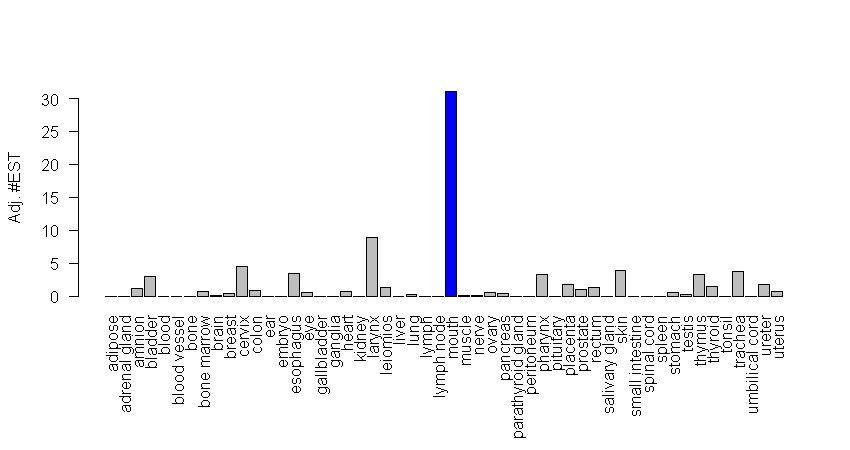 Adj. #EST
30
25
20
15
10
5
0
adipose
adrenal gland
amnion
bladder
blood
blood vessel
bone
bone marrow
brain
breast
cervix
colon
ear
embryo
esophagus
eye
gallbladder
ganglia
heart
kidney
larynx
leiomios
liver
lung
lymph
lymph node
mouth
muscle
nerve
ovary
pancreas
parathyroid gland
peritoneum
pharynx
pituitary
placenta
prostate
rectum
salivary gland
skin
small intestine
spinal cord
spleen
stomach
testis
thymus
thyroid
tonsil
trachea
umbilical cord
ureter
uterus